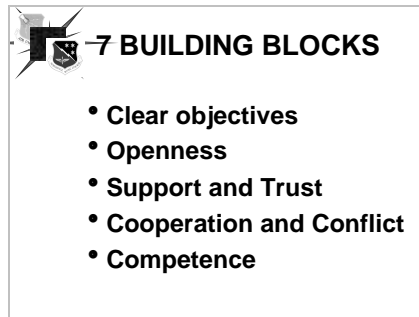 7 BUILDING BLOCKS
• Clear objectives
• Openness
• Support and Trust
• Cooperation and Conflict
• Competence